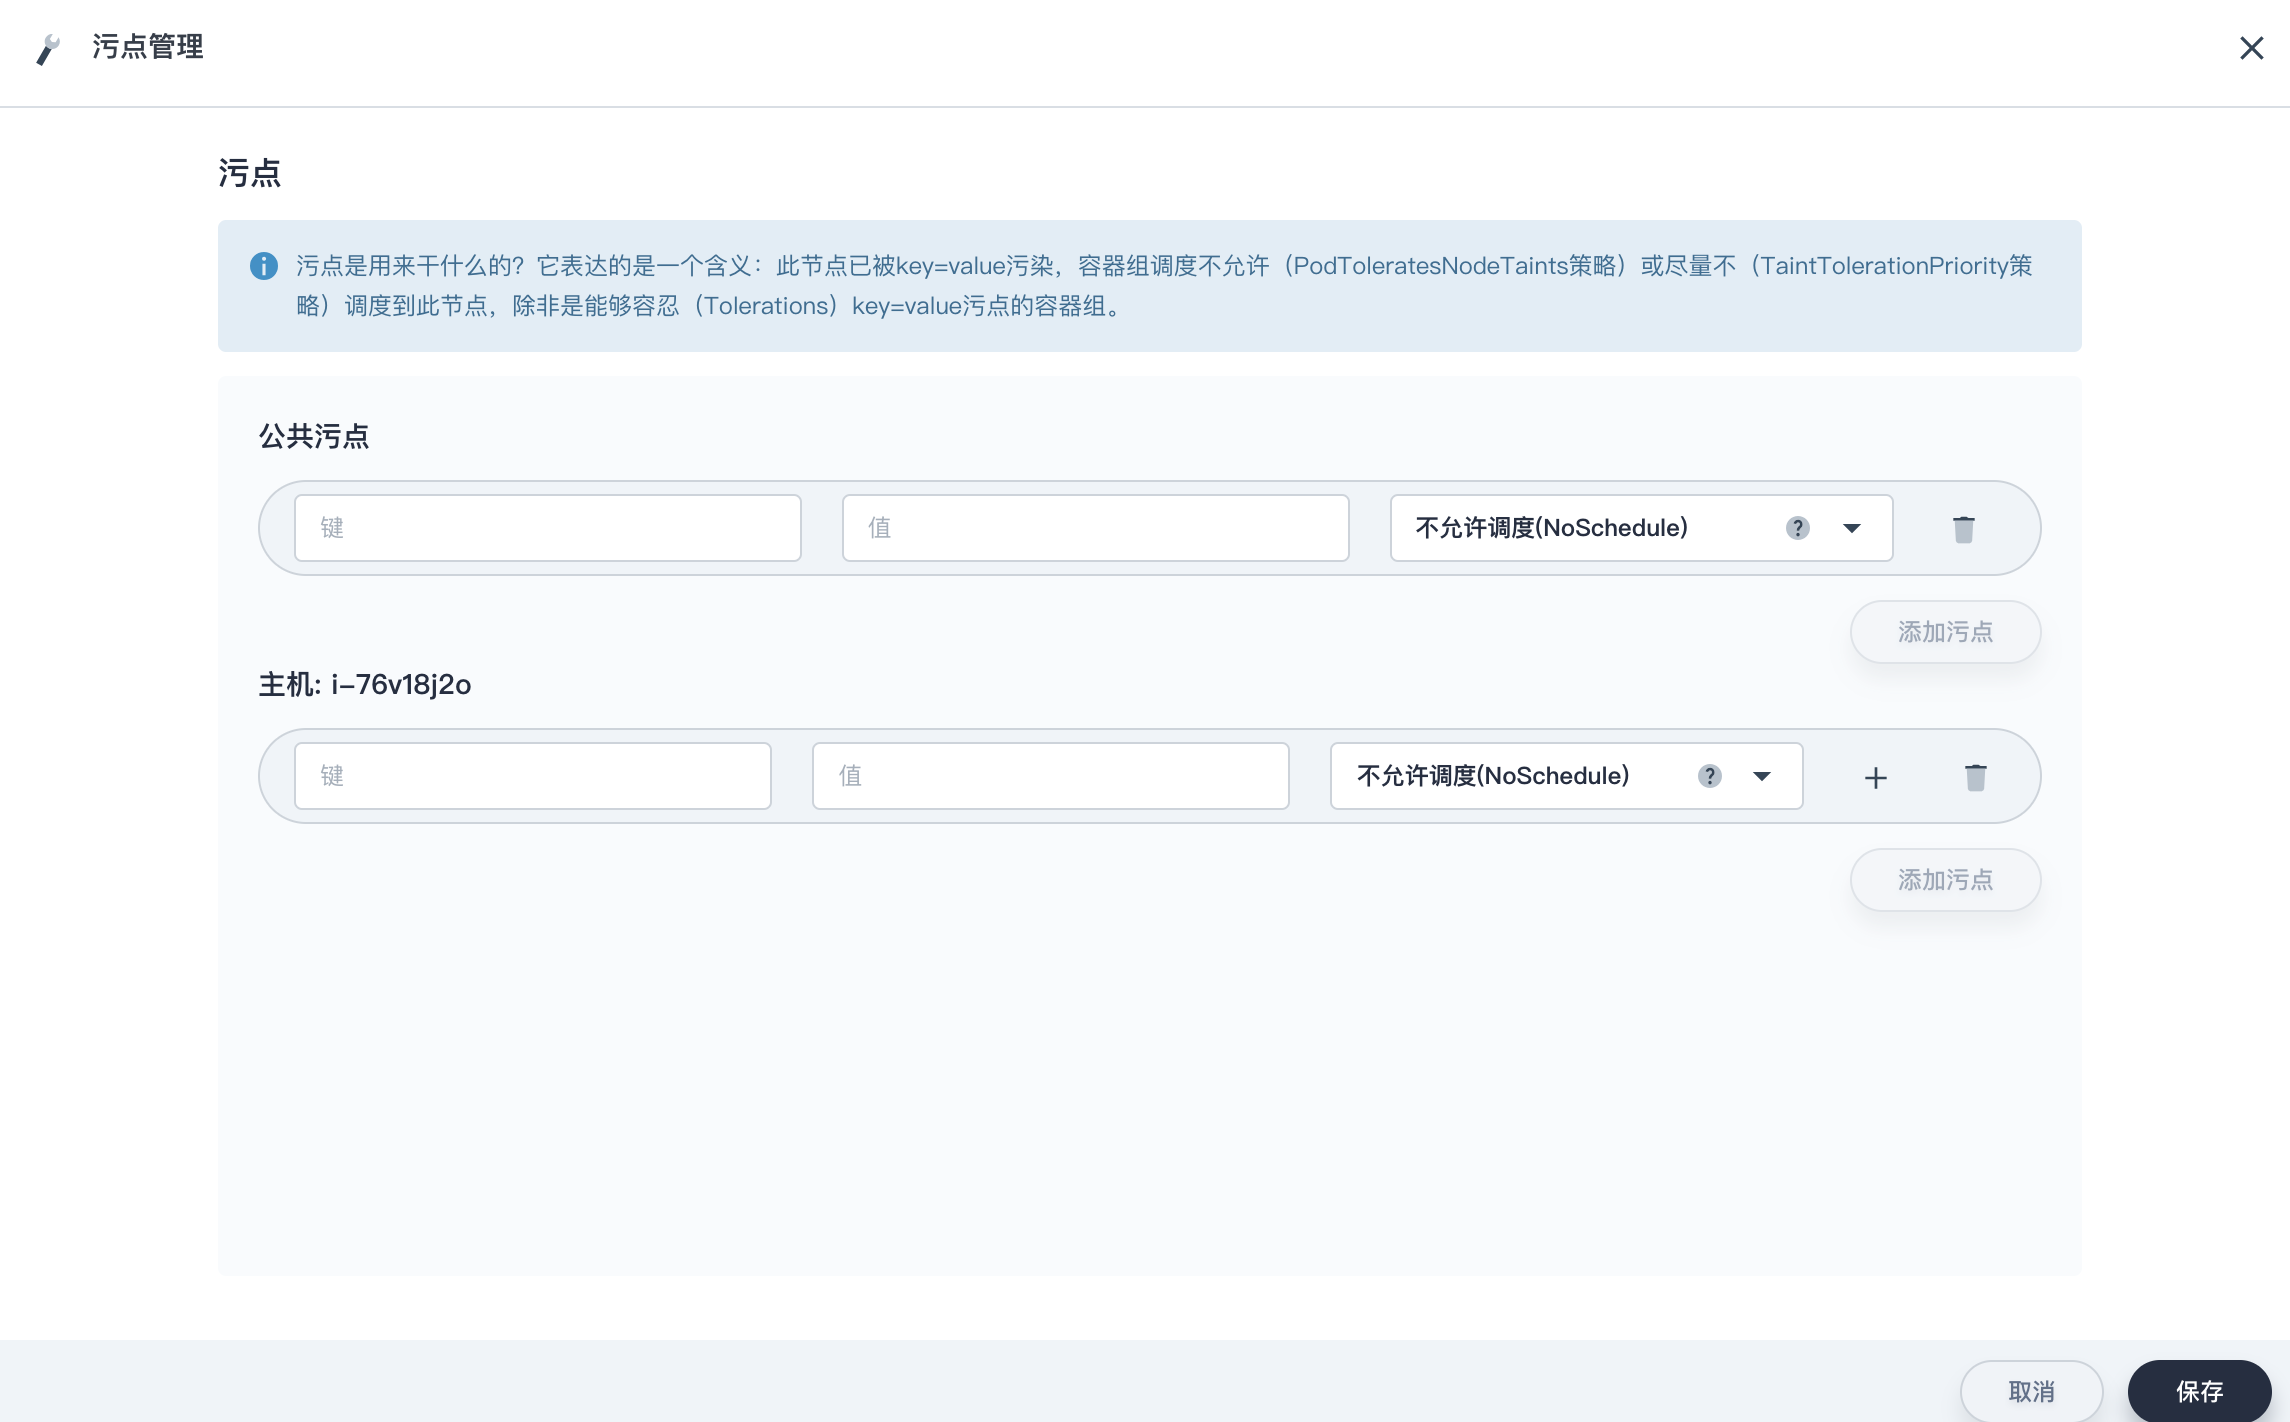 污点管理
污点
污点是用来干什么的？它表达的是一个含义：此节点已被key=value污染，容器组调度不允许（PodToleratesNodeTaints策略）或尽量不（TaintTolerationPriority策
略）调度到此节点，除非是能够容忍（Tolerations）key=value污点的容器组。
公共污点
键 值 不允许调度(NoSchedule) ?
添加污点
主机: i-76v18j2o
键 值 不允许调度(NoSchedule) ?
添加污点
取消 保存